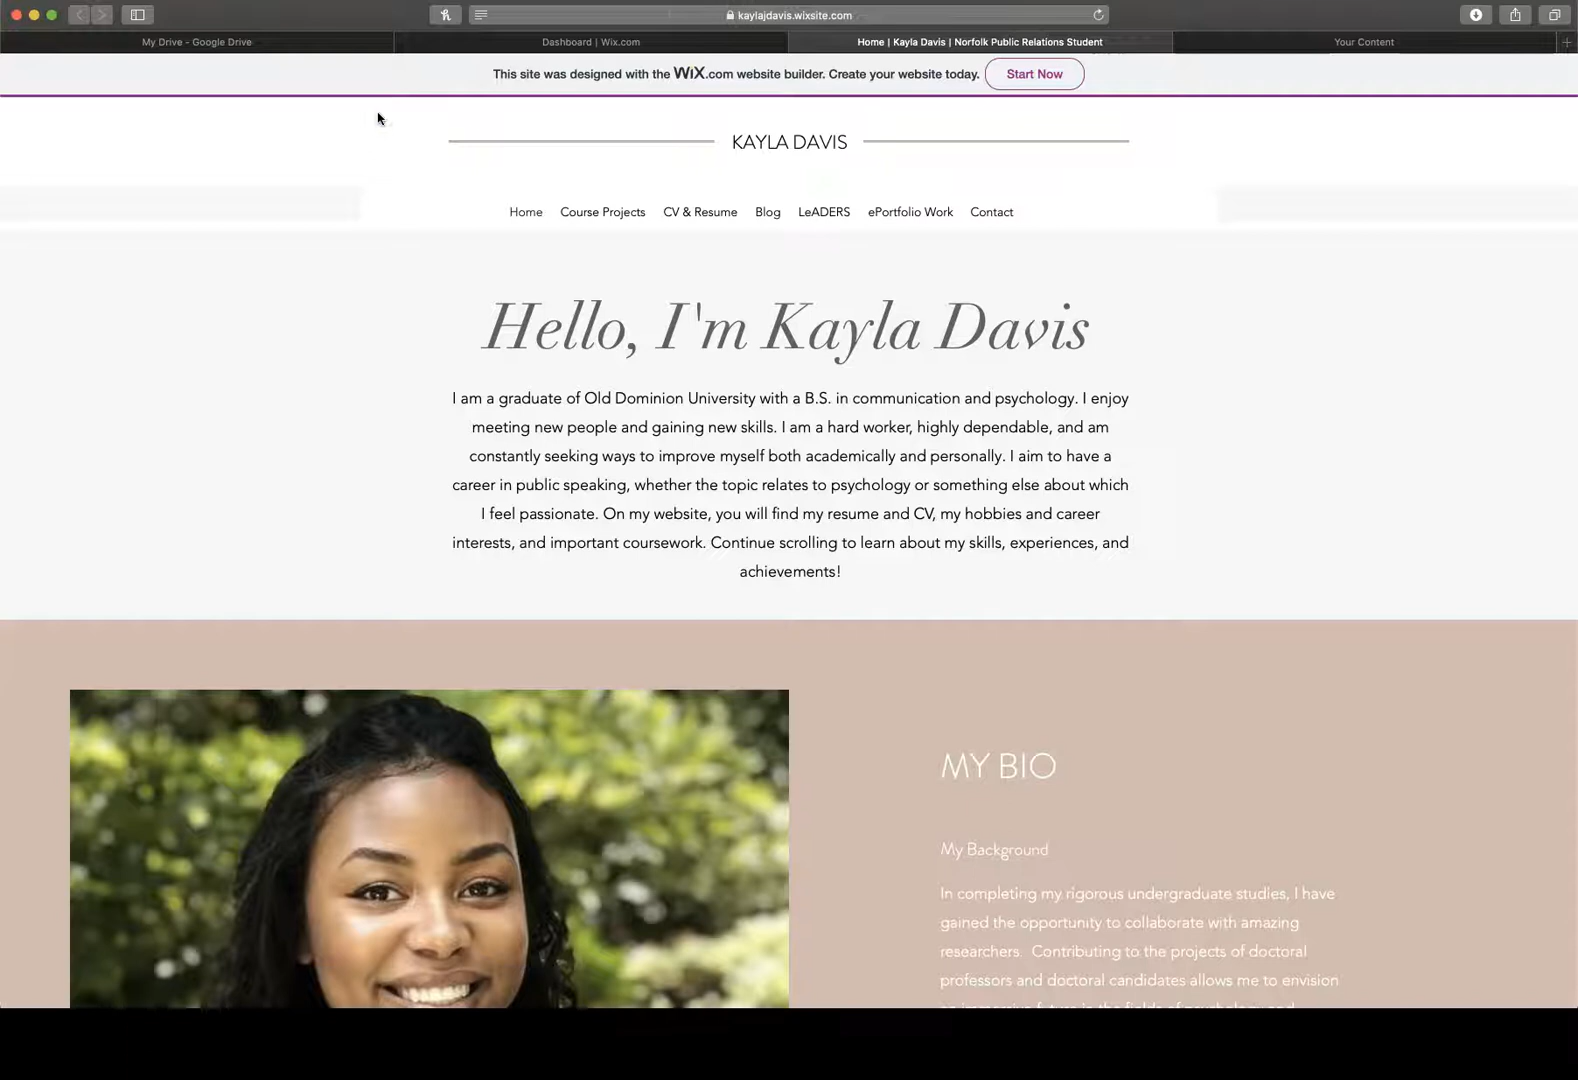 kaylajdavis.wixsite.com
My Drive - Google Drive
Dashboard | Wix.com
Home | Kayla Davis | Norfolk Public Relations Student
Your Content
This site was designed with the WiX.com website builder. Create your website today.
Start Now
KAYLA DAVIS
Home Course Projects CV & Resume Blog LeADERS ePortfolio Work Contact
Hello, I'm Kayla Davis
I am a graduate of Old Dominion University with a B.S. in communication and psychology. I enjoy
meeting new people and gaining new skills. I am a hard worker, highly dependable, and am
constantly seeking ways to improve myself both academically and personally. I aim to have a
career in public speaking, whether the topic relates to psychology or something else about which
I feel passionate. On my website, you will find my resume and CV, my hobbies and career
interests, and important coursework. Continue scrolling to learn about my skills, experiences, and
achievements!
MY BIO
My Background
In completing my rigorous undergraduate studies, I have
gained the opportunity to collaborate with amazing
researchers. Contributing to the projects of doctoral
professors and doctoral candidates allows me to envision